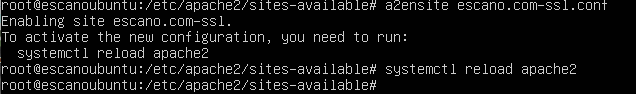 root@escanoubuntu:/etc/apache2/sites-available# a2ensite escano.com-ssl.conf
Enabling site escano.com-ssl.
To activate the new configuration, you need to run:
  systemctl reload apache2
root@escanoubuntu:/etc/apache2/sites-available# systemctl reload apache2
root@escanoubuntu:/etc/apache2/sites-available#